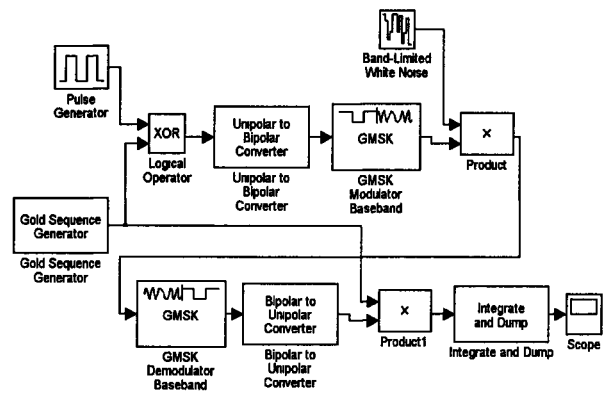 Band-Limited
White Noise
Pulse
Generator
XOR
Logical
Operator
Unipolar to
Bipolar
Converter
Unipolar to
Bipolar
Converter
GMSK
GMSK
Modulator
Baseband
×
Product
Gold Sequence
Generator
Gold Sequence
Generator
GMSK
GMSK
Demodulator
Baseband
Bipolar to
Unipolar
Converter
Bipolar to
Unipolar
Converter
×
Product1
Integrate
and Dump
Integrate and Dump
Scope